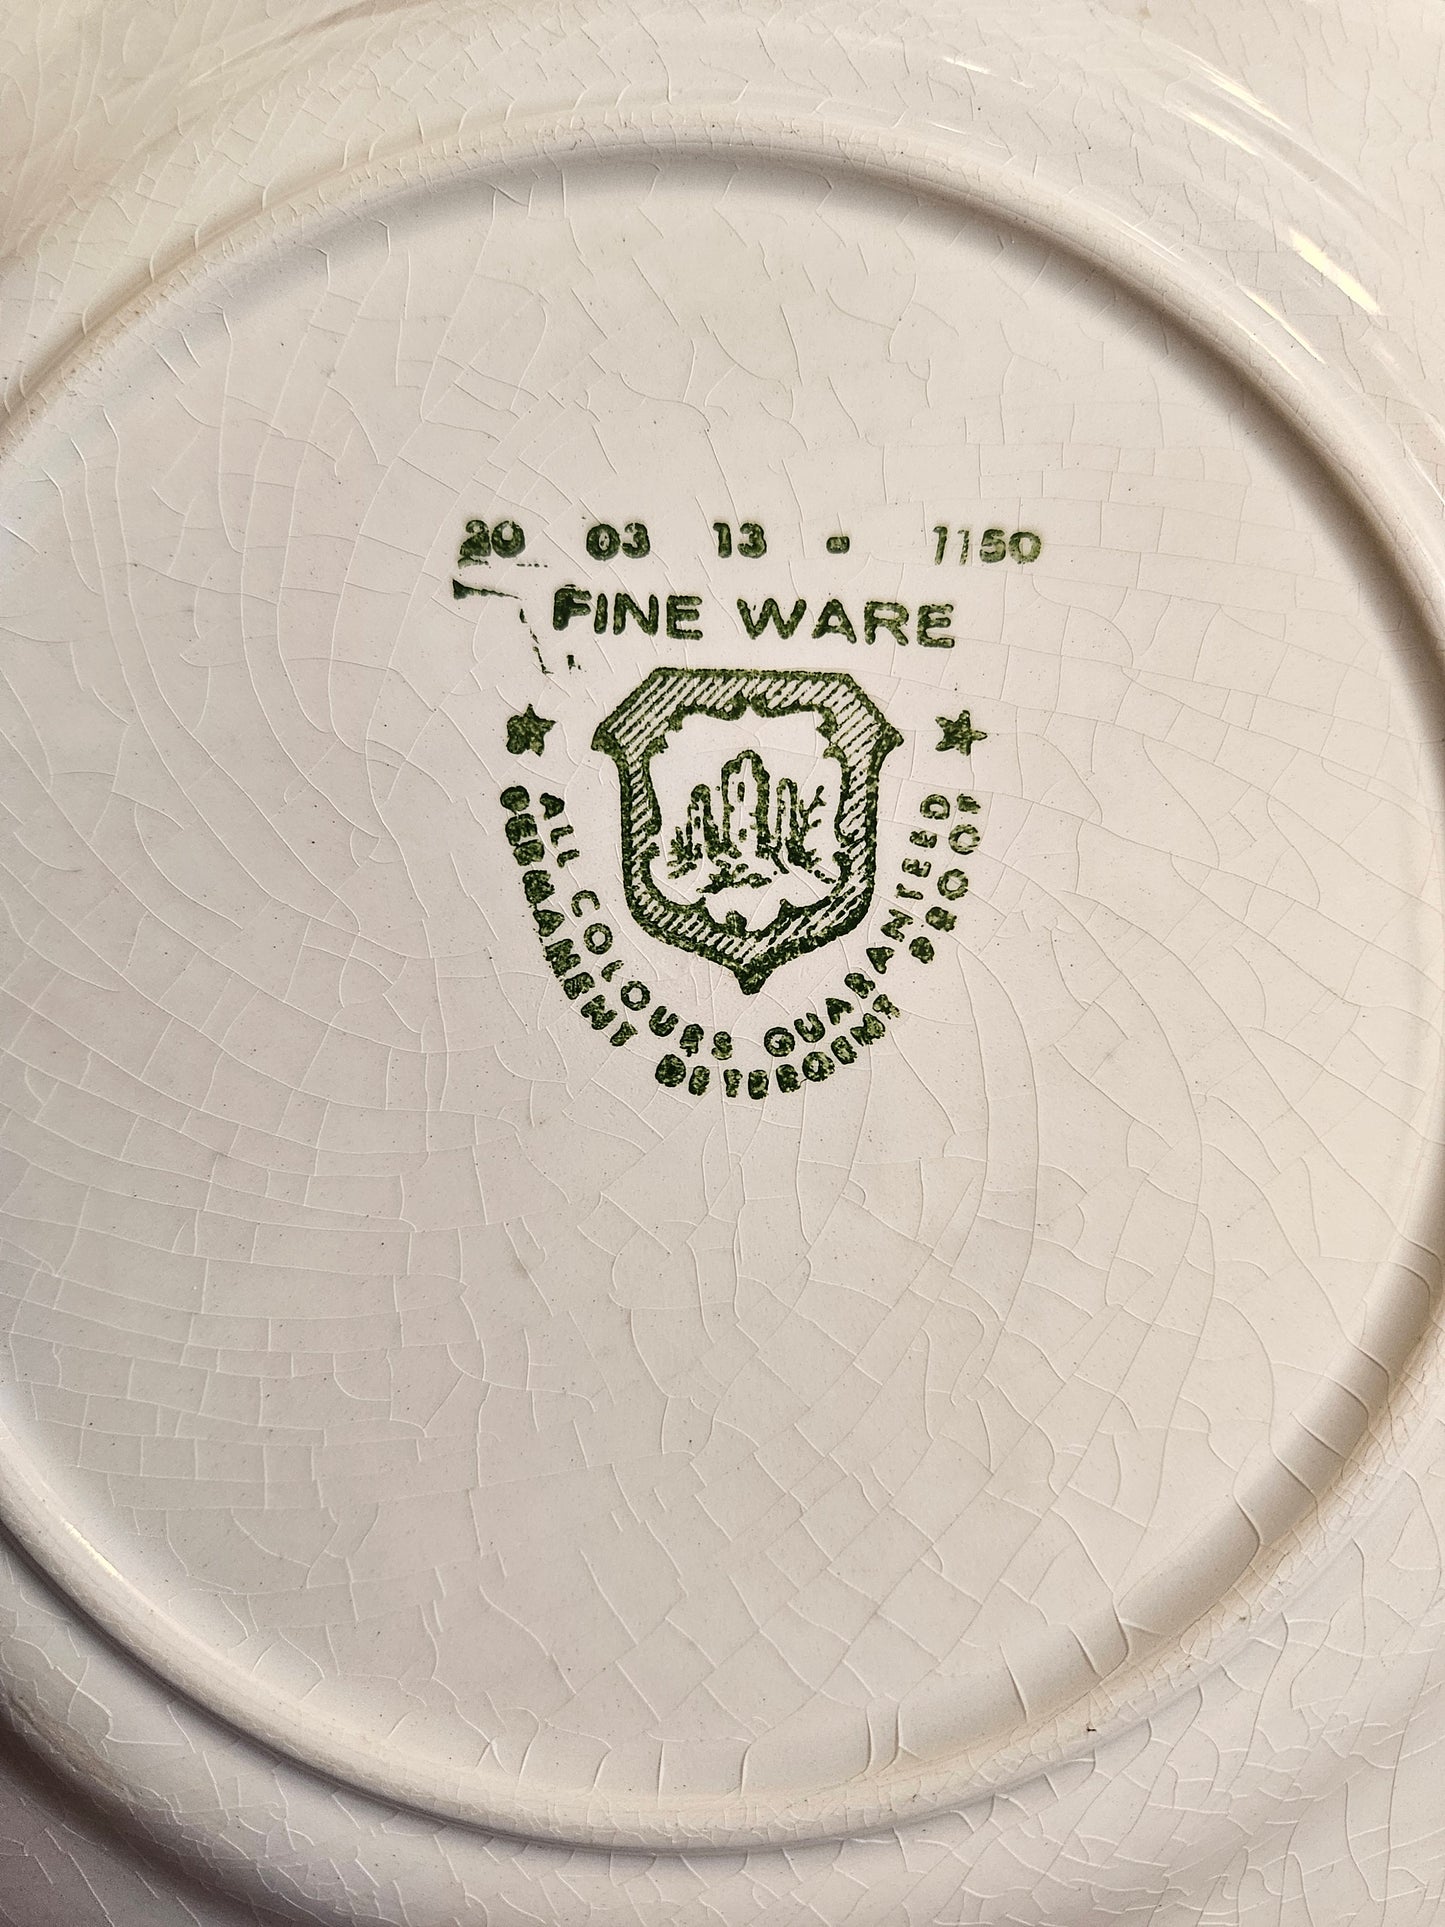 20 03 13 - 1150
FINE WARE
ALL COLOURS GUARANTEED
PERMANENT DETERGENT PROOF